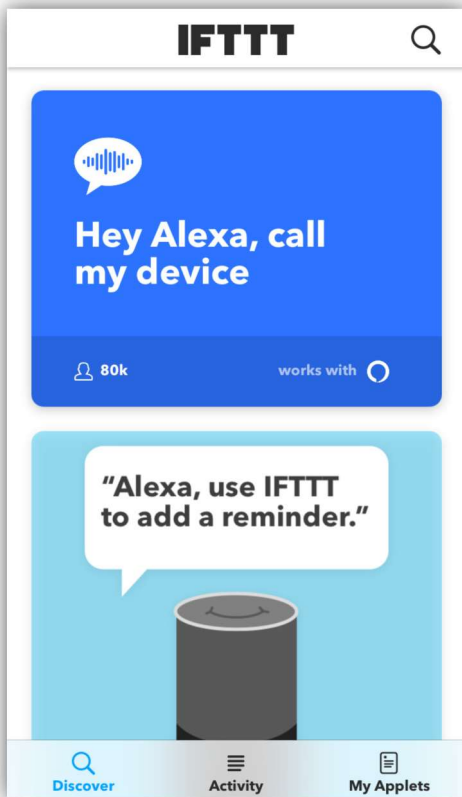 IFTTT
Hey Alexa, call
my device
80k
works with
“Alexa, use IFTTT
to add a reminder.”
Discover
Activity
My Applets